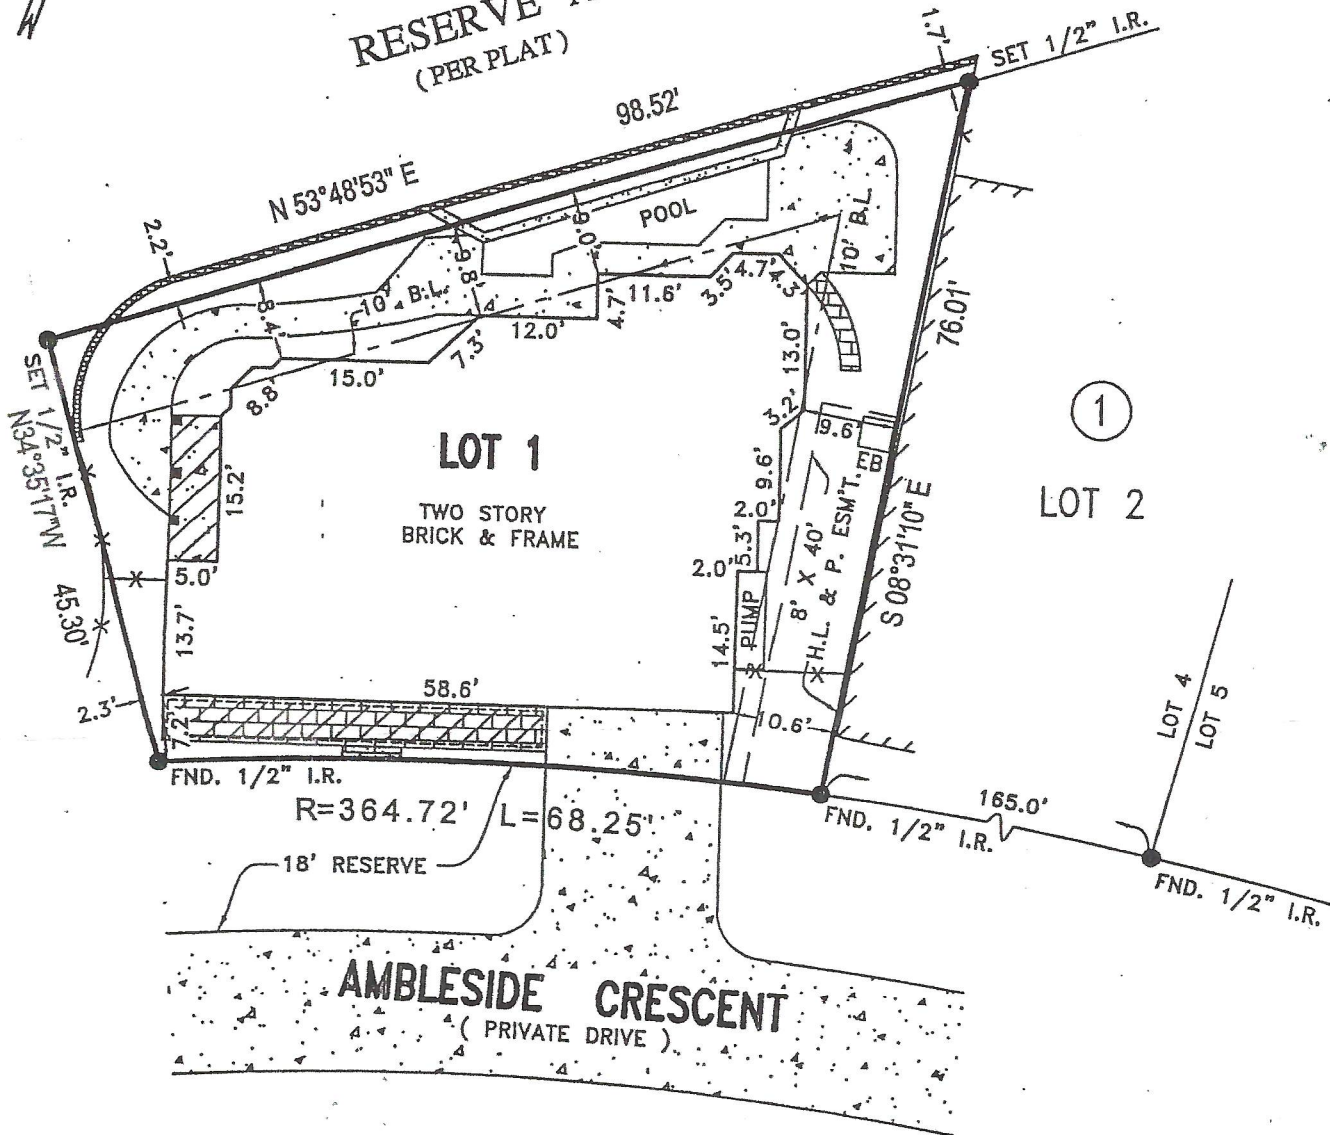 RESERVE
(PER PLAT)
1.7'
SET 1/2" I.R.
98.52'
N 53°48'53" E
2.2'
POOL
9.0'
9.8'
10' B.L.
8.4'
10' B.L.
4.7'
4.3'
3.5'
11.6'
4.7'
12.0'
7.3'
15.0'
8.8'
13.0'
76.01'
SET 1/2" I.R.
N34°35'17"W
3.2'
9.6'
EB
1
LOT 1
LOT 2
15.2'
TWO STORY
BRICK & FRAME
9.6'
2.0'
5.3'
2.0'
8' X 40'
H.L. & P. ESM'T.
S 08°31'10" E
5.0'
45.30'
13.7'
14.5'
PUMP
58.6'
2.3'
7.2'
10.6'
LOT 4
LOT 5
FND. 1/2" I.R.
R=364.72' L=68.25'
FND. 1/2" I.R.
165.0'
FND. 1/2" I.R.
18' RESERVE
AMBLESIDE CRESCENT
( PRIVATE DRIVE )